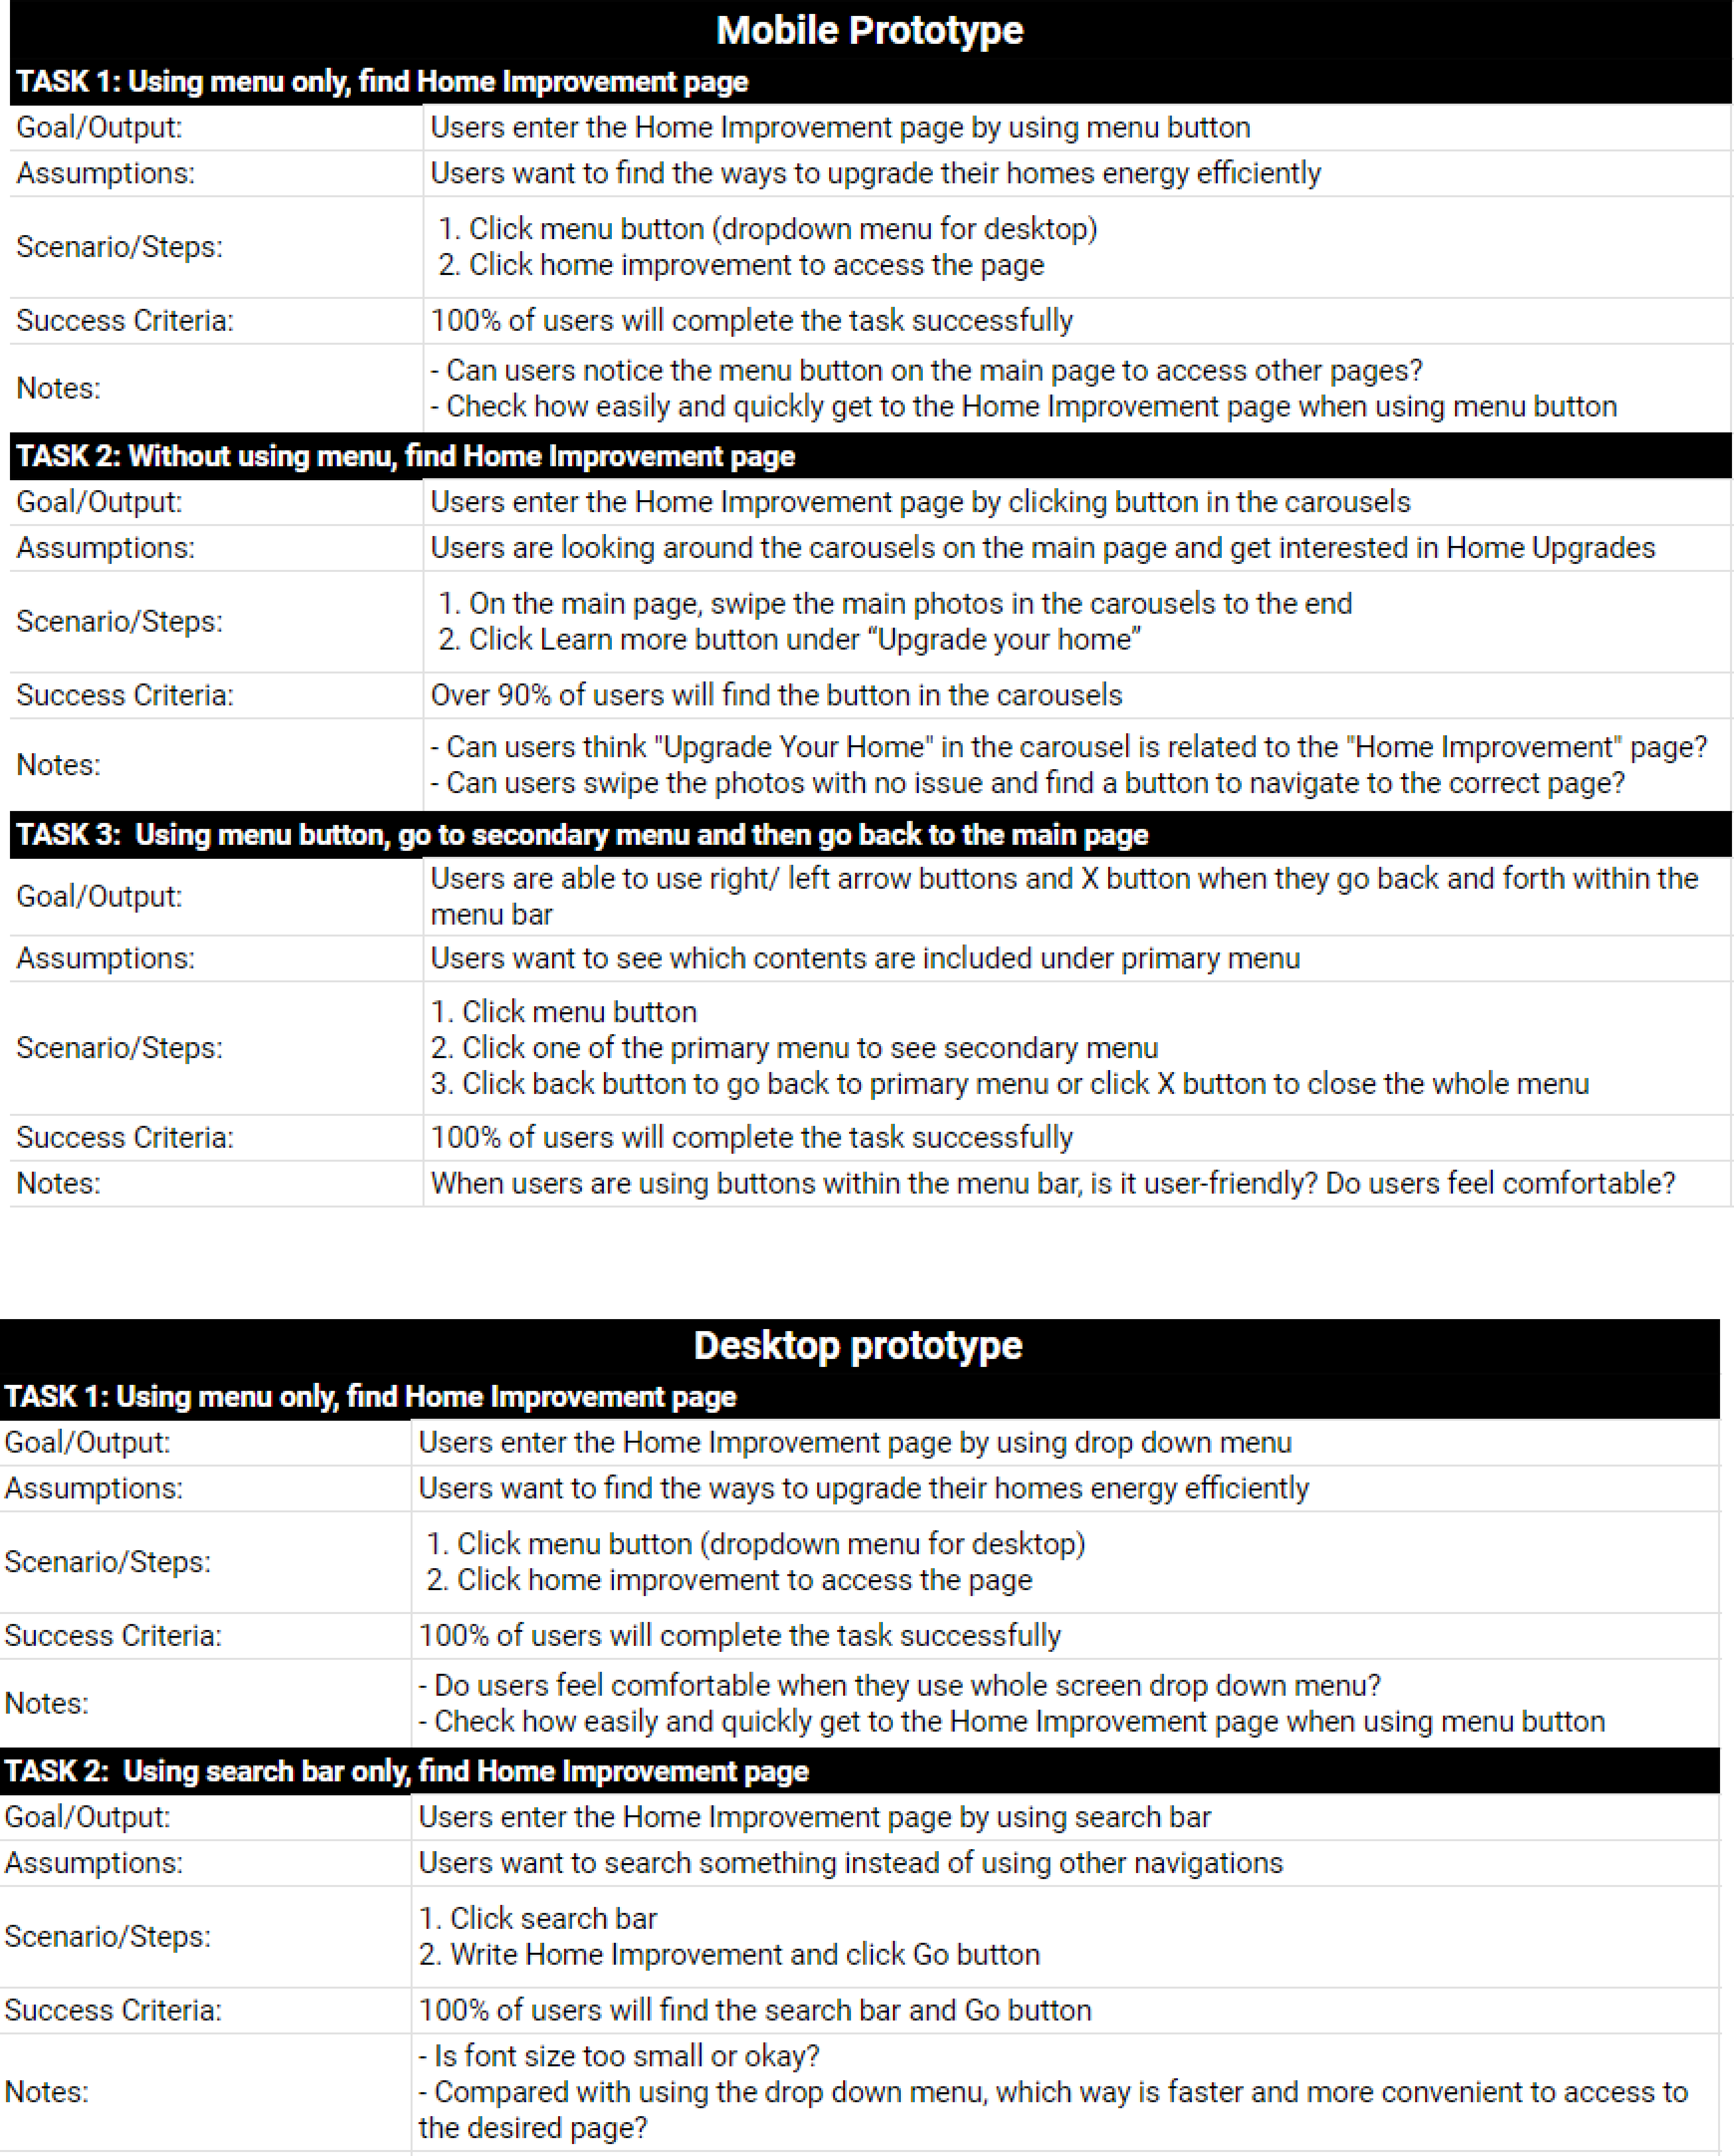 Mobile Prototype
TASK 1: Using menu only, find Home Improvement page
Goal/Output:
Users enter the Home Improvement page by using menu button
Assumptions:
Users want to find the ways to upgrade their homes energy efficiently
Scenario/Steps:
1. Click menu button (dropdown menu for desktop)
2. Click home improvement to access the page
Success Criteria:
100% of users will complete the task successfully
Notes:
- Can users notice the menu button on the main page to access other pages?
- Check how easily and quickly get to the Home Improvement page when using menu button
TASK 2: Without using menu, find Home Improvement page
Goal/Output:
Users enter the Home Improvement page by clicking button in the carousels
Assumptions:
Users are looking around the carousels on the main page and get interested in Home Upgrades
Scenario/Steps:
1. On the main page, swipe the main photos in the carousels to the end
2. Click Learn more button under “Upgrade your home”
Success Criteria:
Over 90% of users will find the button in the carousels
Notes:
- Can users think "Upgrade Your Home" in the carousel is related to the "Home Improvement" page?
- Can users swipe the photos with no issue and find a button to navigate to the correct page?
TASK 3: Using menu button, go to secondary menu and then go back to the main page
Goal/Output:
Users are able to use right/ left arrow buttons and X button when they go back and forth within the
menu bar
Assumptions:
Users want to see which contents are included under primary menu
Scenario/Steps:
1. Click menu button
2. Click one of the primary menu to see secondary menu
3. Click back button to go back to primary menu or click X button to close the whole menu
Success Criteria:
100% of users will complete the task successfully
Notes:
When users are using buttons within the menu bar, is it user-friendly? Do users feel comfortable?
Desktop prototype
TASK 1: Using menu only, find Home Improvement page
Goal/Output:
Users enter the Home Improvement page by using drop down menu
Assumptions:
Users want to find the ways to upgrade their homes energy efficiently
Scenario/Steps:
1. Click menu button (dropdown menu for desktop)
2. Click home improvement to access the page
Success Criteria:
100% of users will complete the task successfully
Notes:
- Do users feel comfortable when they use whole screen drop down menu?
- Check how easily and quickly get to the Home Improvement page when using menu button
TASK 2: Using search bar only, find Home Improvement page
Goal/Output:
Users enter the Home Improvement page by using search bar
Assumptions:
Users want to search something instead of using other navigations
Scenario/Steps:
1. Click search bar
2. Write Home Improvement and click Go button
Success Criteria:
100% of users will find the search bar and Go button
Notes:
- Is font size too small or okay?
- Compared with using the drop down menu, which way is faster and more convenient to access to
the desired page?